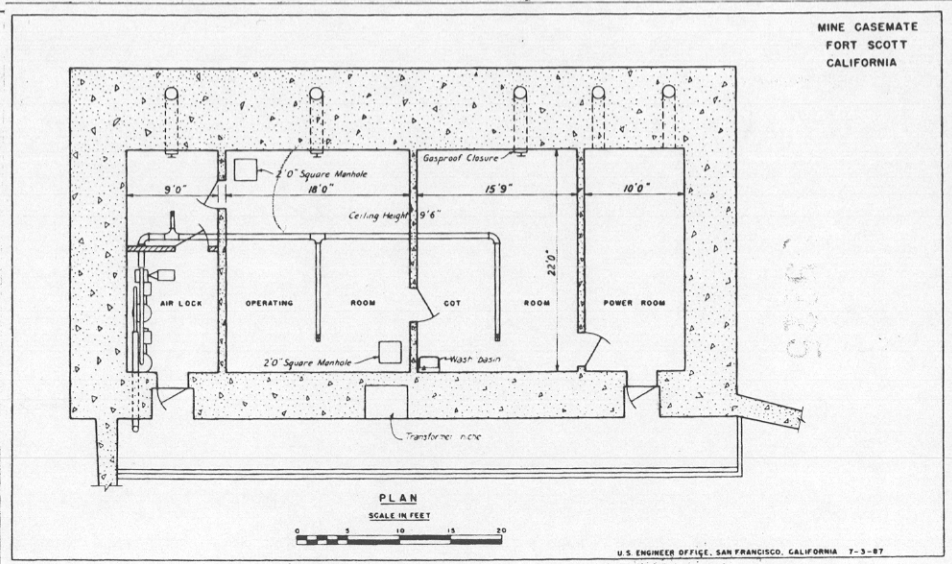 MINE CASEMATE
FORT SCOTT
CALIFORNIA
Gasproof Closure
2'0" Square Manhole
9'0"
18'0"
15'9"
10'0"
Ceiling Height 9'6"
22'0"
AIR LOCK
OPERATING ROOM
COT ROOM
POWER ROOM
2'0" Square Manhole
Wash basin
Transformer niche
PLAN
SCALE IN FEET
0 5 10 15 20
U.S. ENGINEER OFFICE, SAN FRANCISCO, CALIFORNIA 7-3-87